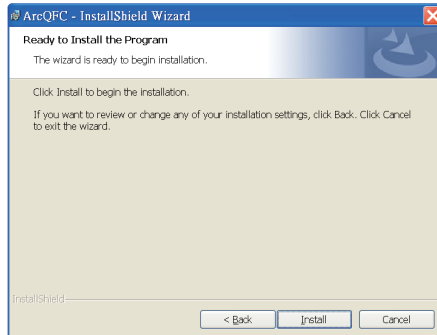 ArcQFC - InstallShield Wizard
Ready to Install the Program
The wizard is ready to begin installation.
Click Install to begin the installation.
If you want to review or change any of your installation settings, click Back. Click Cancel
to exit the wizard.
InstallShield
< Back Install Cancel